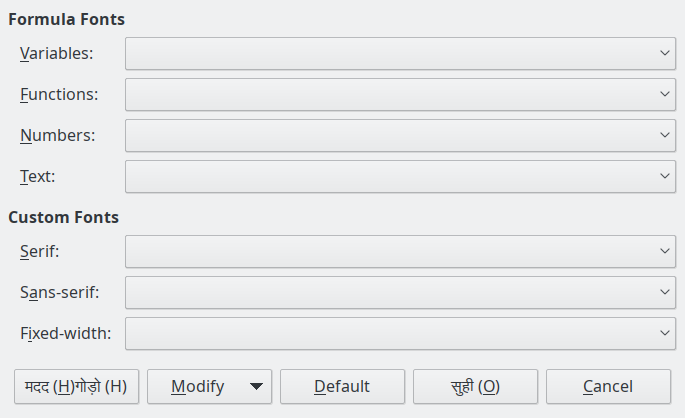 Formula Fonts
Variables:
Functions:
Numbers:
Text:
Custom Fonts
Serif:
Sans-serif:
Fixed-width:
मदद (H)गोड़ो (H) Modify Default सुही (O) Cancel